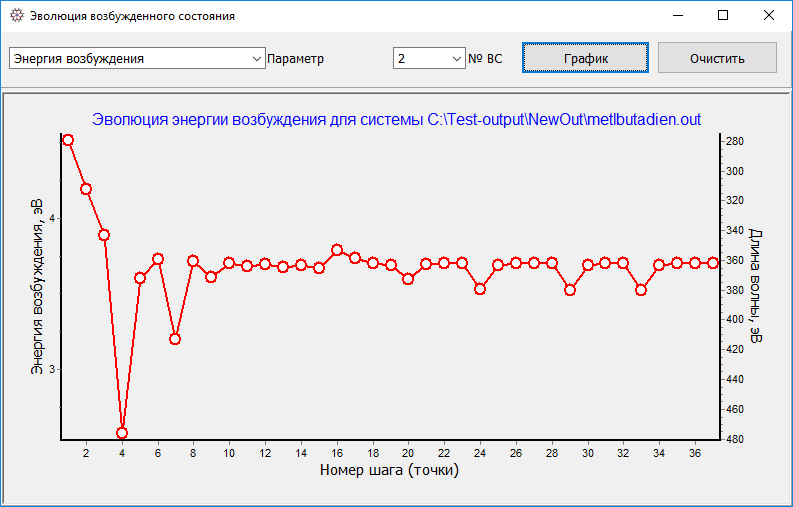 Эволюция возбужденного состояния
Энергия возбуждения Параметр 2 № ВС График Очистить
Эволюция энергии возбуждения для системы C:\Test-output\NewOut\metlbutadien.out
Энергия возбуждения, эВ
4
3
280
300
320
340
360
380
400
420
440
460
480
Длинна волны, эВ
2 4 6 8 10 12 14 16 18 20 22 24 26 28 30 32 34 36
Номер шага (точки)